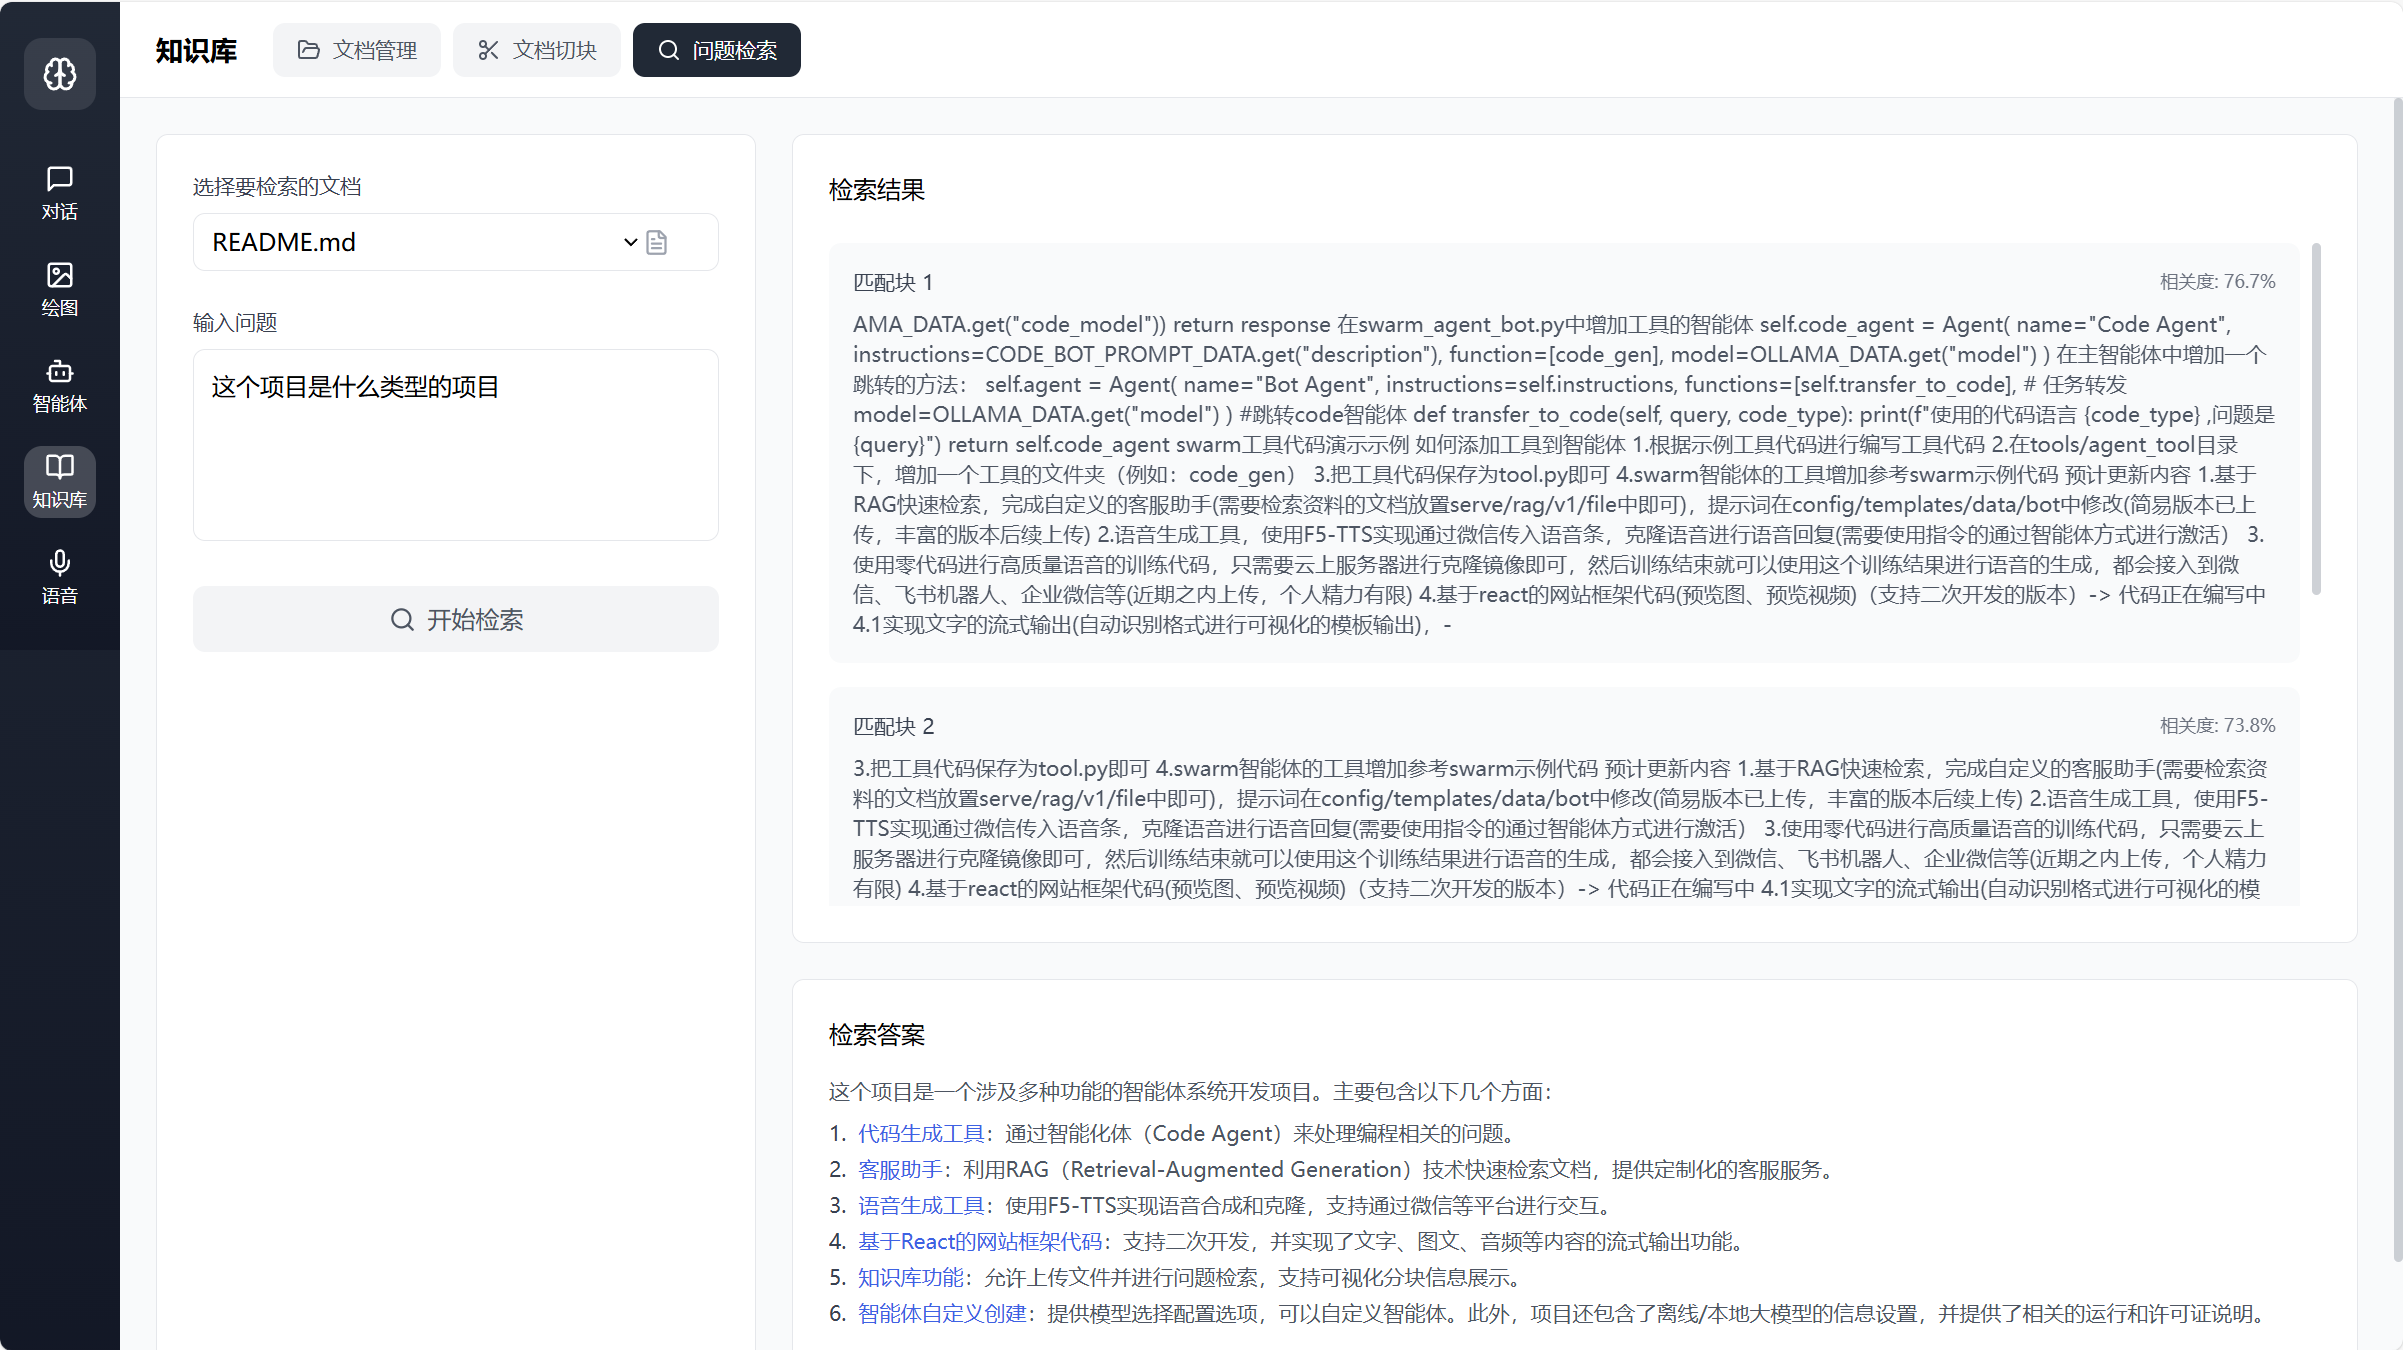 知识库
文档管理
文档切块
问题检索
对话
绘图
智能体
知识库
语音
选择要检索的文档
README.md
输入问题
这个项目是什么类型的项目
开始检索
检索结果
匹配块 1
相关度: 76.7%
AMA_DATA.get("code_model")) return response 在swarm_agent_bot.py中增加工具的智能体 self.code_agent = Agent( name="Code Agent",
instructions=CODE_BOT_PROMPT_DATA.get("description"), function=[code_gen], model=OLLAMA_DATA.get("model") ) 在主智能体中增加一个
跳转的方法： self.agent = Agent( name="Bot Agent", instructions=self.instructions, functions=[self.transfer_to_code], # 任务转发
model=OLLAMA_DATA.get("model") ) #跳转code智能体 def transfer_to_code(self, query, code_type): print(f"使用的代码语言 {code_type} ,问题是
{query}") return self.code_agent swarm工具代码演示示例 如何添加工具到智能体 1.根据示例工具代码进行编写工具代码 2.在tools/agent_tool目录
下，增加一个工具的文件夹（例如：code_gen） 3.把工具代码保存为tool.py即可 4.swarm智能体的工具增加参考swarm示例代码 预计更新内容 1.基于
RAG快速检索，完成自定义的客服助手(需要检索资料的文档放置serve/rag/v1/file中即可)，提示词在config/templates/data/bot中修改(简易版本已上
传，丰富的版本后续上传) 2.语音生成工具，使用F5-TTS实现通过微信传入语音条，克隆语音进行语音回复(需要使用指令的通过智能体方式进行激活） 3.
使用零代码进行高质量语音的训练代码，只需要云上服务器进行克隆镜像即可，然后训练结束就可以使用这个训练结果进行语音的生成，都会接入到微
信、飞书机器人、企业微信等(近期之内上传，个人精力有限) 4.基于react的网站框架代码(预览图、预览视频)（支持二次开发的版本）-> 代码正在编写中
4.1实现文字的流式输出(自动识别格式进行可视化的模板输出)，-
匹配块 2
相关度: 73.8%
3.把工具代码保存为tool.py即可 4.swarm智能体的工具增加参考swarm示例代码 预计更新内容 1.基于RAG快速检索，完成自定义的客服助手(需要检索资
料的文档放置serve/rag/v1/file中即可)，提示词在config/templates/data/bot中修改(简易版本已上传，丰富的版本后续上传) 2.语音生成工具，使用F5-
TTS实现通过微信传入语音条，克隆语音进行语音回复(需要使用指令的通过智能体方式进行激活） 3.使用零代码进行高质量语音的训练代码，只需要云上
服务器进行克隆镜像即可，然后训练结束就可以使用这个训练结果进行语音的生成，都会接入到微信、飞书机器人、企业微信等(近期之内上传，个人精力
有限) 4.基于react的网站框架代码(预览图、预览视频)（支持二次开发的版本）-> 代码正在编写中 4.1实现文字的流式输出(自动识别格式进行可视化的模
检索答案
这个项目是一个涉及多种功能的智能体系统开发项目。主要包含以下几个方面：
1. 代码生成工具：通过智能化体（Code Agent）来处理编程相关的问题。
2. 客服助手：利用RAG（Retrieval-Augmented Generation）技术快速检索文档，提供定制化的客服服务。
3. 语音生成工具：使用F5-TTS实现语音合成和克隆，支持通过微信等平台进行交互。
4. 基于React的网站框架代码：支持二次开发，并实现了文字、图文、音频等内容的流式输出功能。
5. 知识库功能：允许上传文件并进行问题检索，支持可视化分块信息展示。
6. 智能体自定义创建：提供模型选择配置选项，可以自定义智能体。此外，项目还包含了离线/本地大模型的信息设置，并提供了相关的运行和许可证说明。